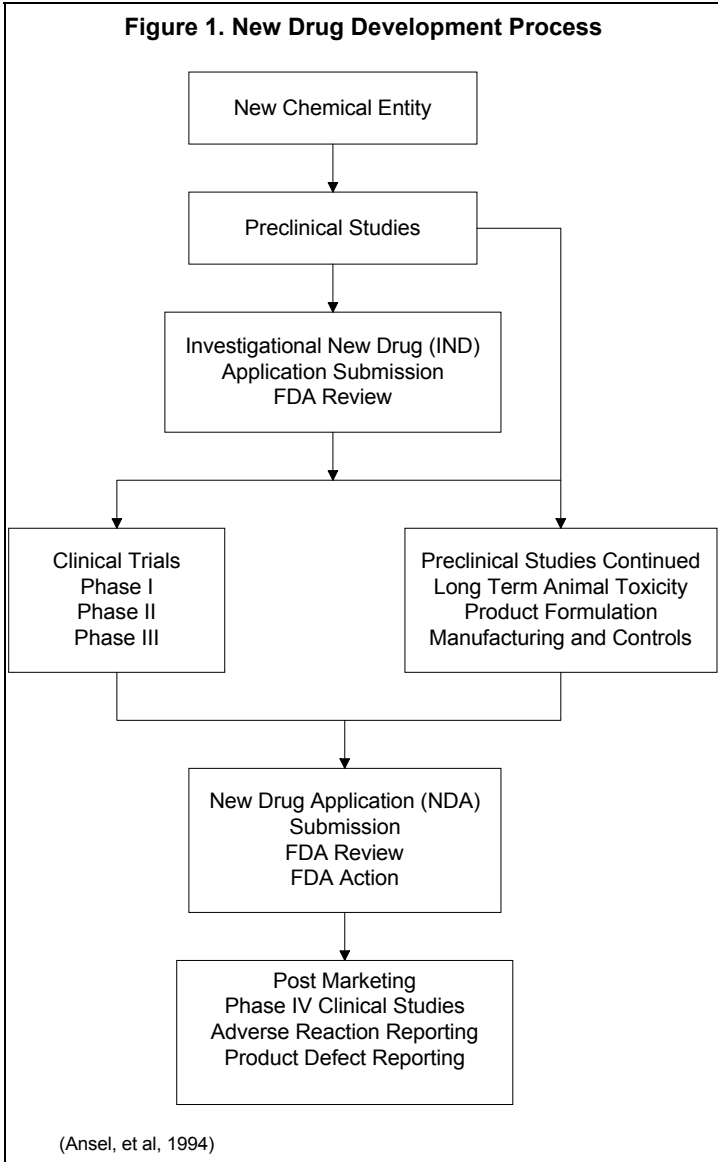 Figure 1. New Drug Development Process
New Chemical Entity
Preclinical Studies
Investigational New Drug (IND)
Application Submission
FDA Review
Clinical Trials
Phase I
Phase II
Phase III
Preclinical Studies Continued
Long Term Animal Toxicity
Product Formulation
Manufacturing and Controls
New Drug Application (NDA)
Submission
FDA Review
FDA Action
Post Marketing
Phase IV Clinical Studies
Adverse Reaction Reporting
Product Defect Reporting
(Ansel, et al, 1994)